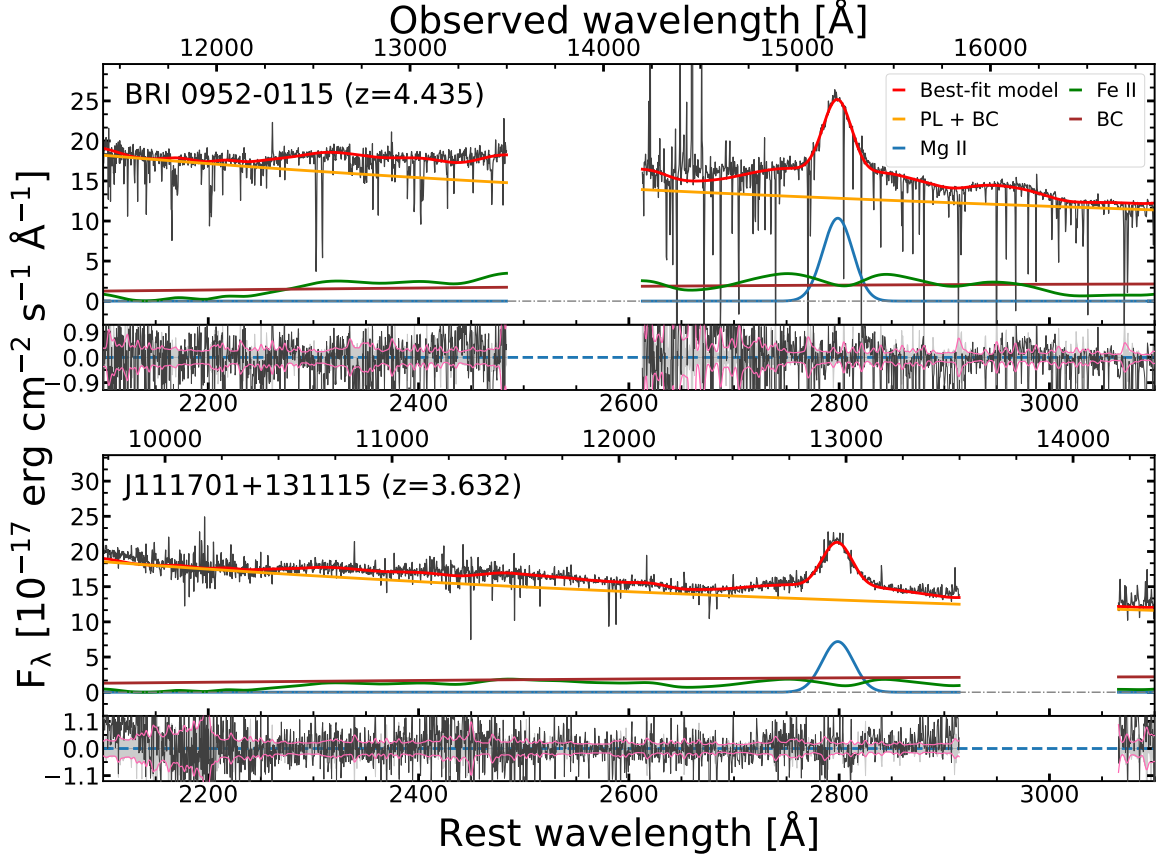 Observed wavelength [Å]
12000 13000 14000 15000 16000
BRI 0952-0115 (z=4.435)
Best-fit model
PL + BC
Mg II
Fe II
BC
25
20
15
10
5
0
0.9
0.0
−0.9
2200 2400 2600 2800 3000
F_λ [10⁻¹⁷ erg cm⁻² s⁻¹ Å⁻¹]
10000 11000 12000 13000 14000
J111701+131115 (z=3.632)
30
25
20
15
10
5
0
1.1
0.0
−1.1
2200 2400 2600 2800 3000
Rest wavelength [Å]